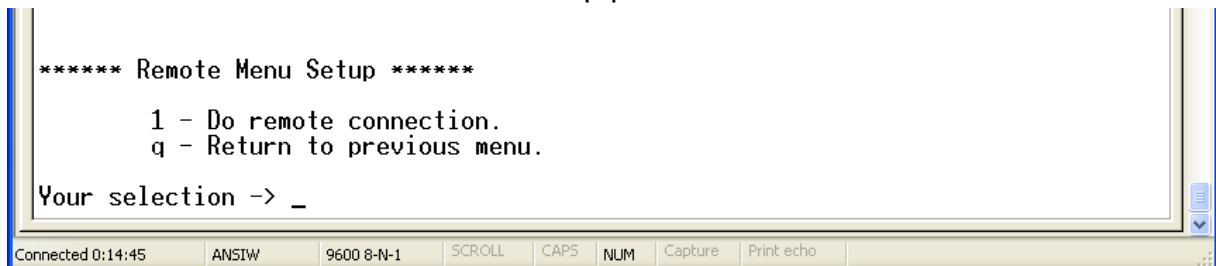 ****** Remote Menu Setup ******
1 - Do remote connection.
q - Return to previous menu.
Your selection -> _
Connected 0:14:45 ANSIW 9600 8-N-1 SCROLL CAPS NUM Capture Print echo